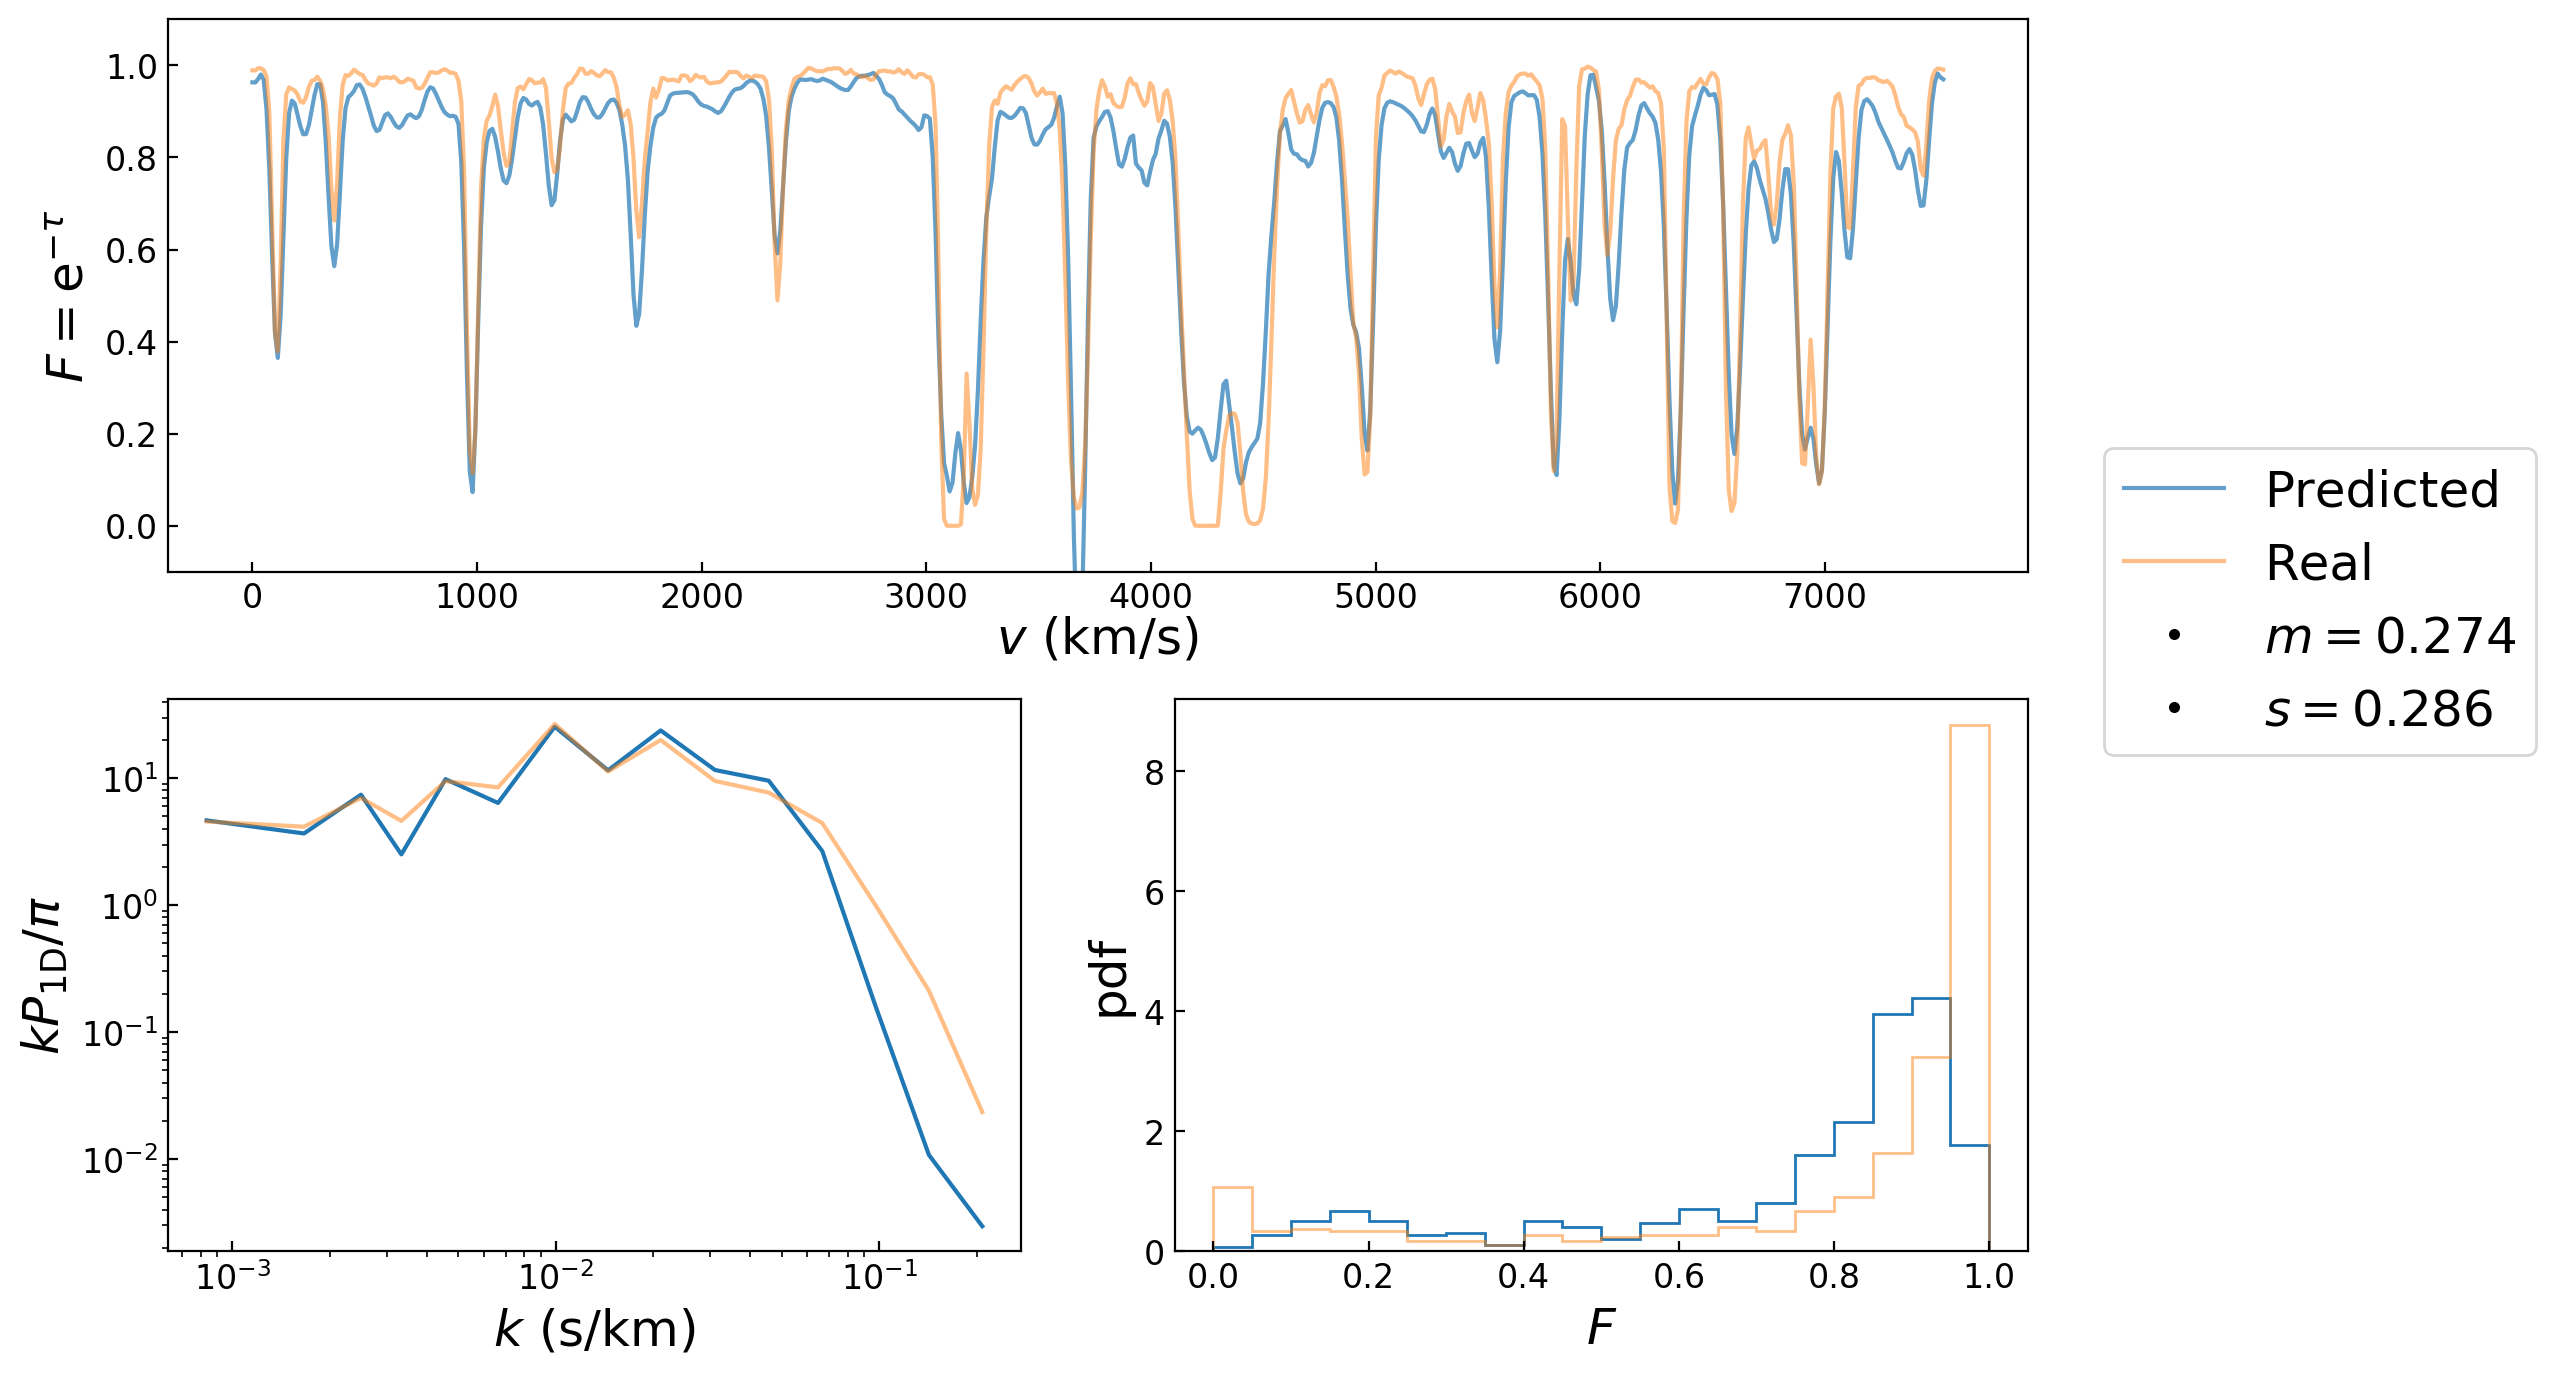 1.0
0.8
0.6
0.4
0.2
0.0
F = e^{-τ}
0 1000 2000 3000 4000 5000 6000 7000
v (km/s)
Predicted
Real
m = 0.274
s = 0.286
10^1
10^0
10^{-1}
10^{-2}
kP_{1D}/π
10^{-3} 10^{-2} 10^{-1}
k (s/km)
8
6
4
2
0
pdf
0.0 0.2 0.4 0.6 0.8 1.0
F